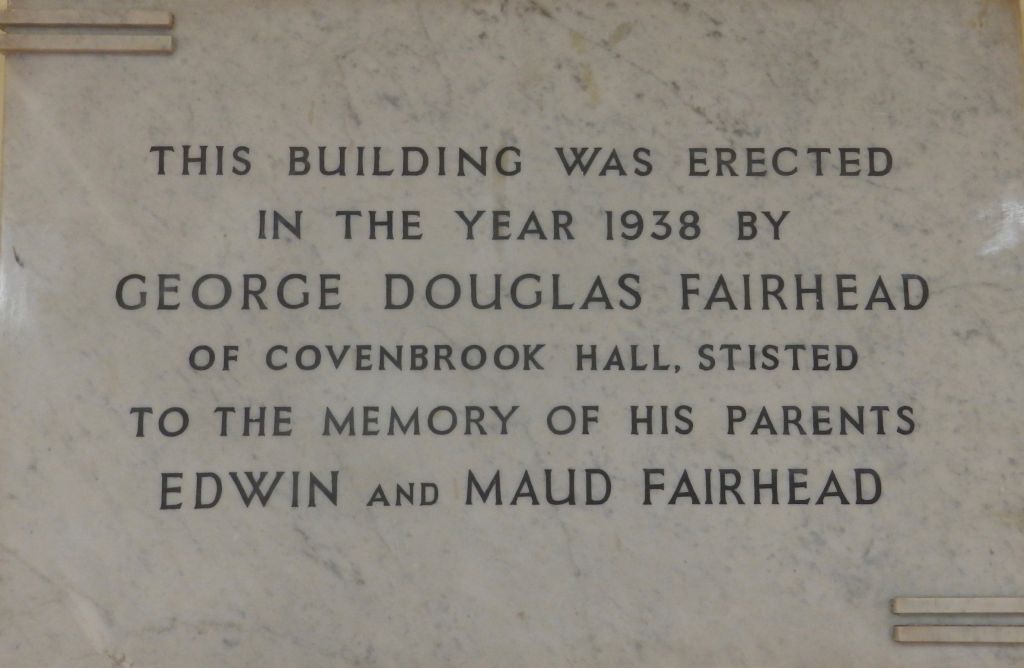 THIS BUILDING WAS ERECTED
IN THE YEAR 1938 BY
GEORGE DOUGLAS FAIRHEAD
OF COVENBROOK HALL, STISTED
TO THE MEMORY OF HIS PARENTS
EDWIN AND MAUD FAIRHEAD